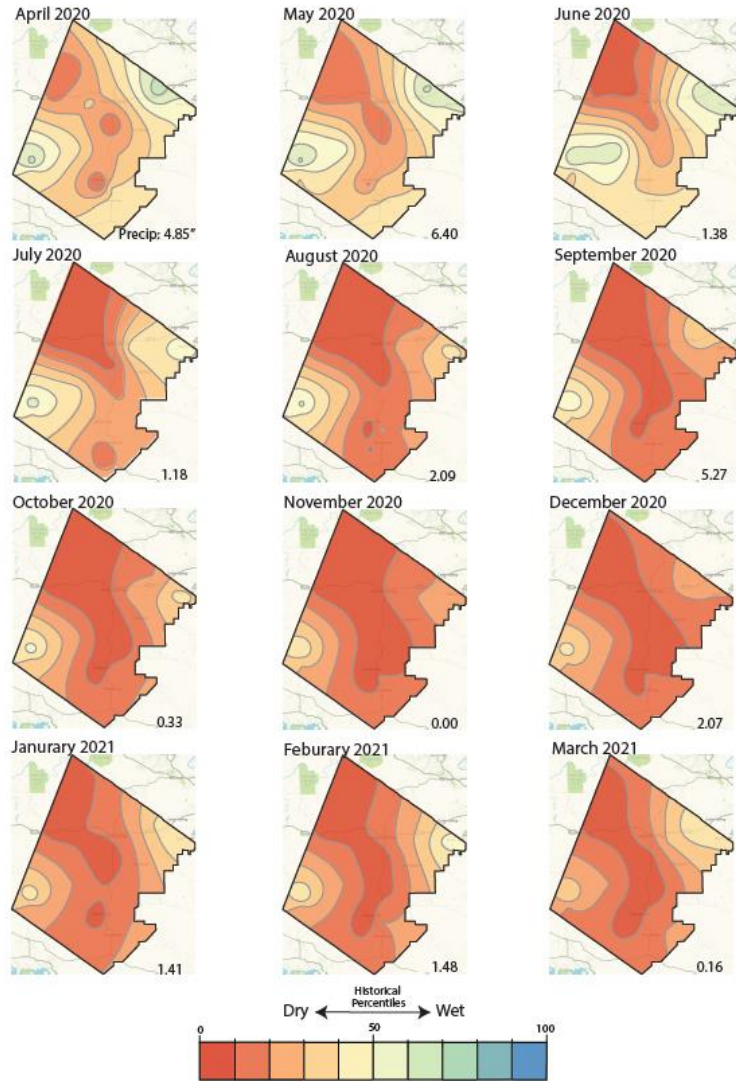 April 2020
May 2020
June 2020
Precip: 4.85"
6.40
1.38
July 2020
August 2020
September 2020
1.18
2.09
5.27
October 2020
November 2020
December 2020
0.33
0.00
2.07
Janurary 2021
Feburary 2021
March 2021
1.41
1.48
0.16
Historical
Percentiles
Dry Wet
0 50 100